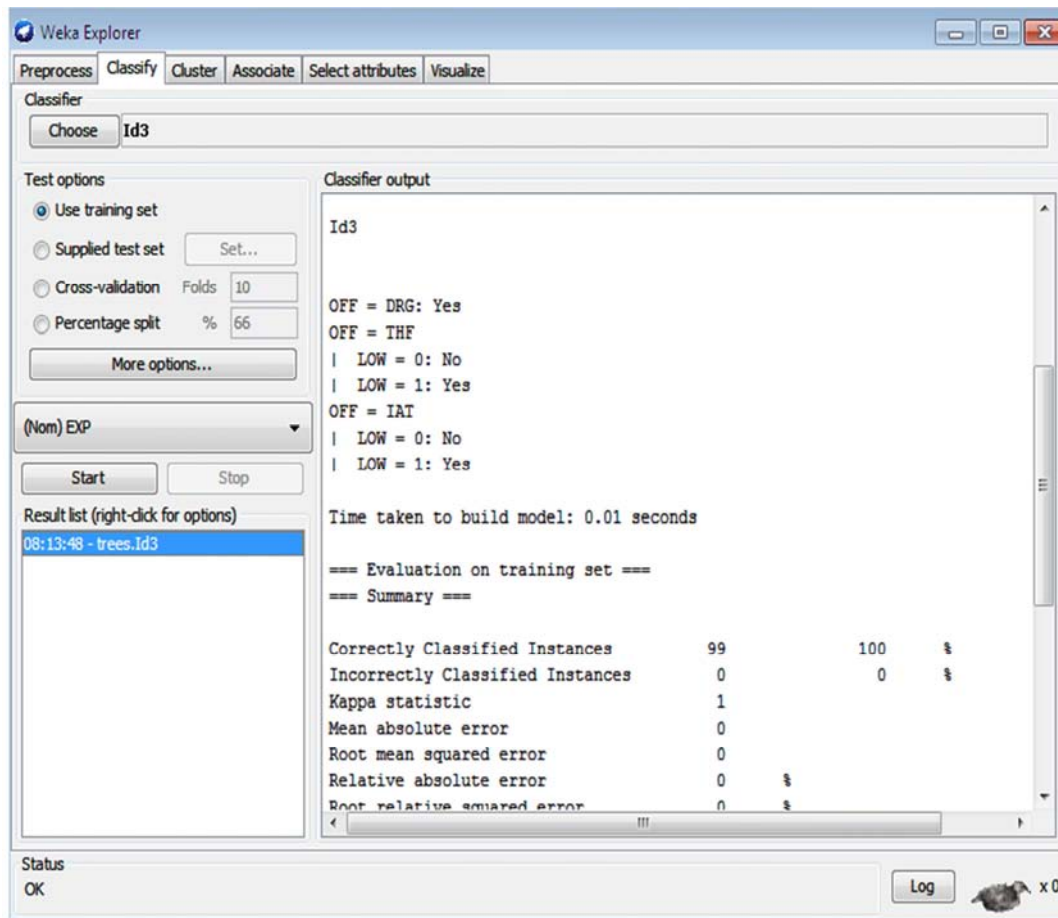 Weka Explorer
Preprocess Classify Cluster Associate Select attributes Visualize
Classifier
Choose Id3
Test options
Use training set
Supplied test set Set...
Cross-validation Folds 10
Percentage split % 66
More options...
(Nom) EXP
Start Stop
Result list (right-click for options)
08:13:48 - trees.Id3
Classifier output
Id3
OFF = DRG: Yes
OFF = THF
| LOW = 0: No
| LOW = 1: Yes
OFF = IAT
| LOW = 0: No
| LOW = 1: Yes
Time taken to build model: 0.01 seconds
=== Evaluation on training set ===
=== Summary ===
Correctly Classified Instances 99 100 %
Incorrectly Classified Instances 0 0 %
Kappa statistic 1
Mean absolute error 0
Root mean squared error 0
Relative absolute error 0 %
Root relative squared error 0 %
Status
OK
Log
x 0